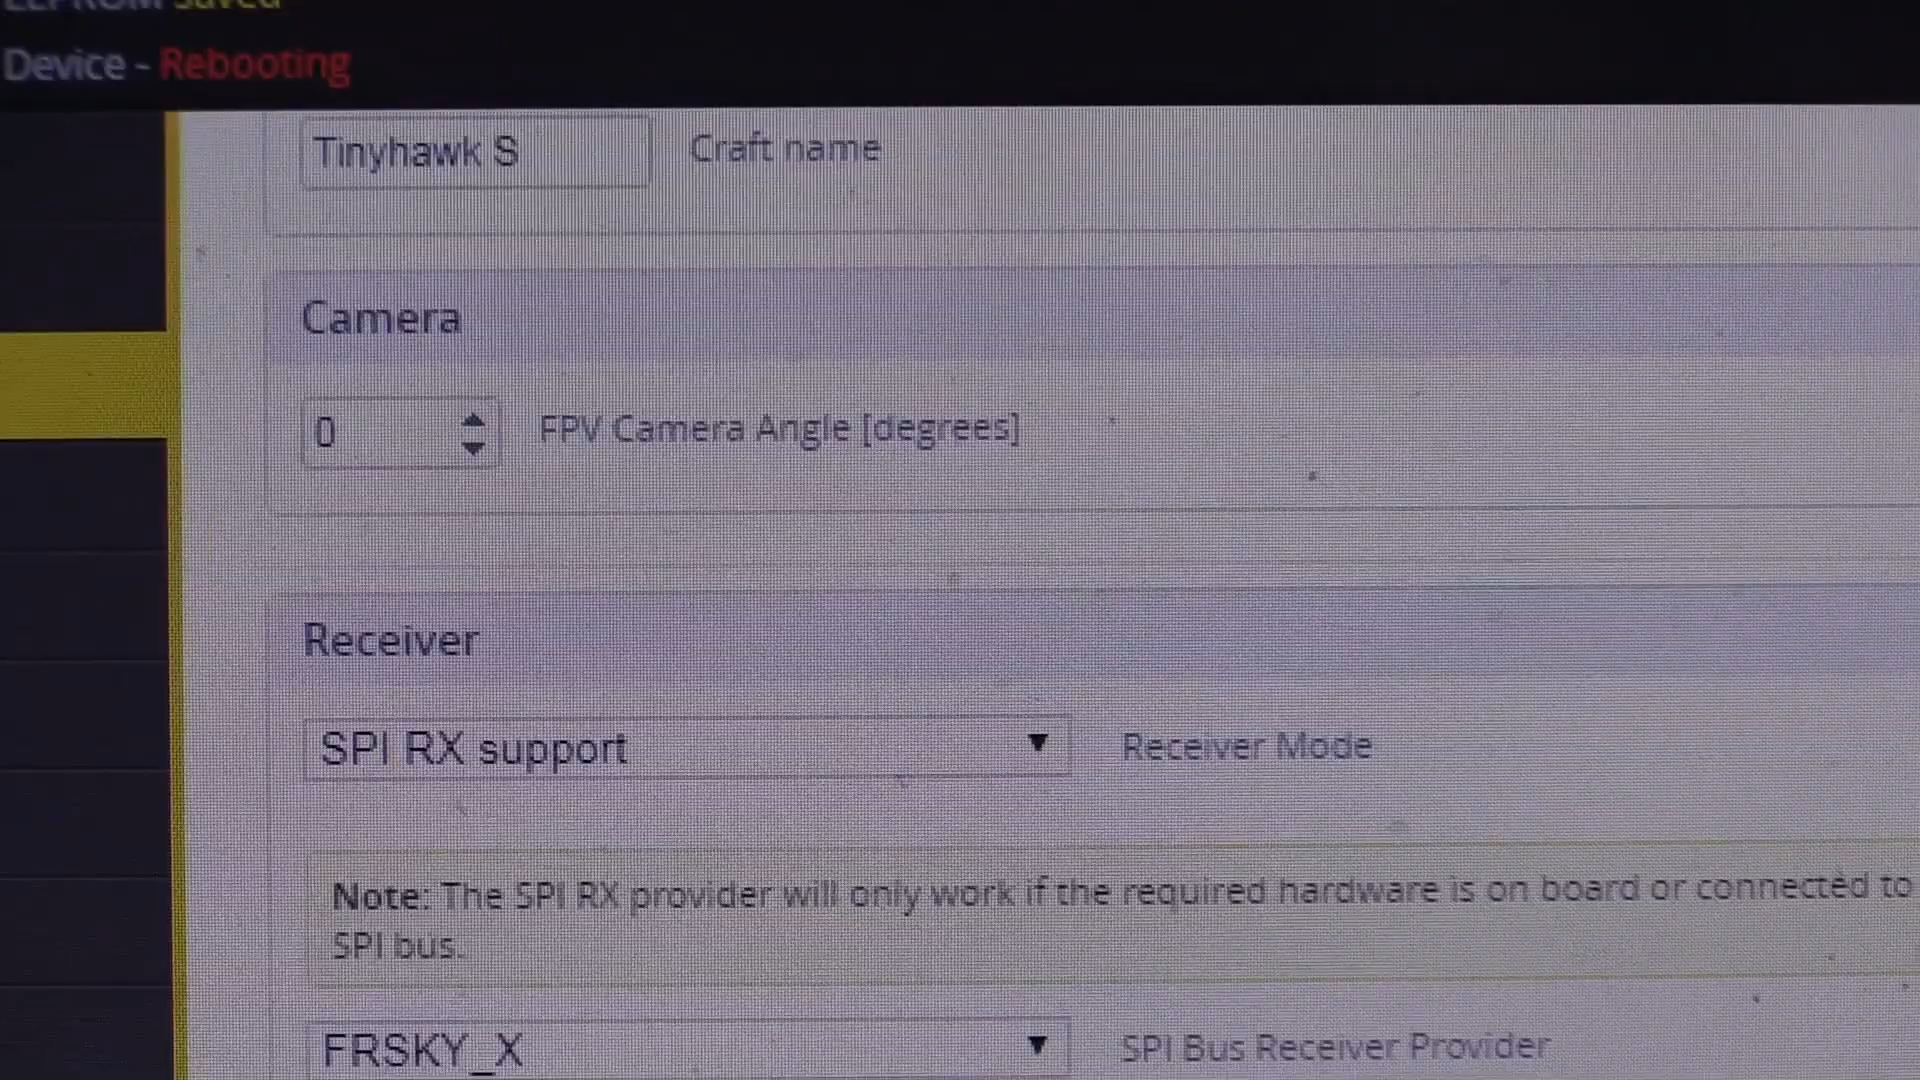 EEPROM saved
Device - Rebooting
Tinyhawk S Craft name
Camera
0 FPV Camera Angle [degrees]
Receiver
SPI RX support Receiver Mode
Note: The SPI RX provider will only work if the required hardware is on board or connected to
SPI bus.
FRSKY_X SPI Bus Receiver Provider